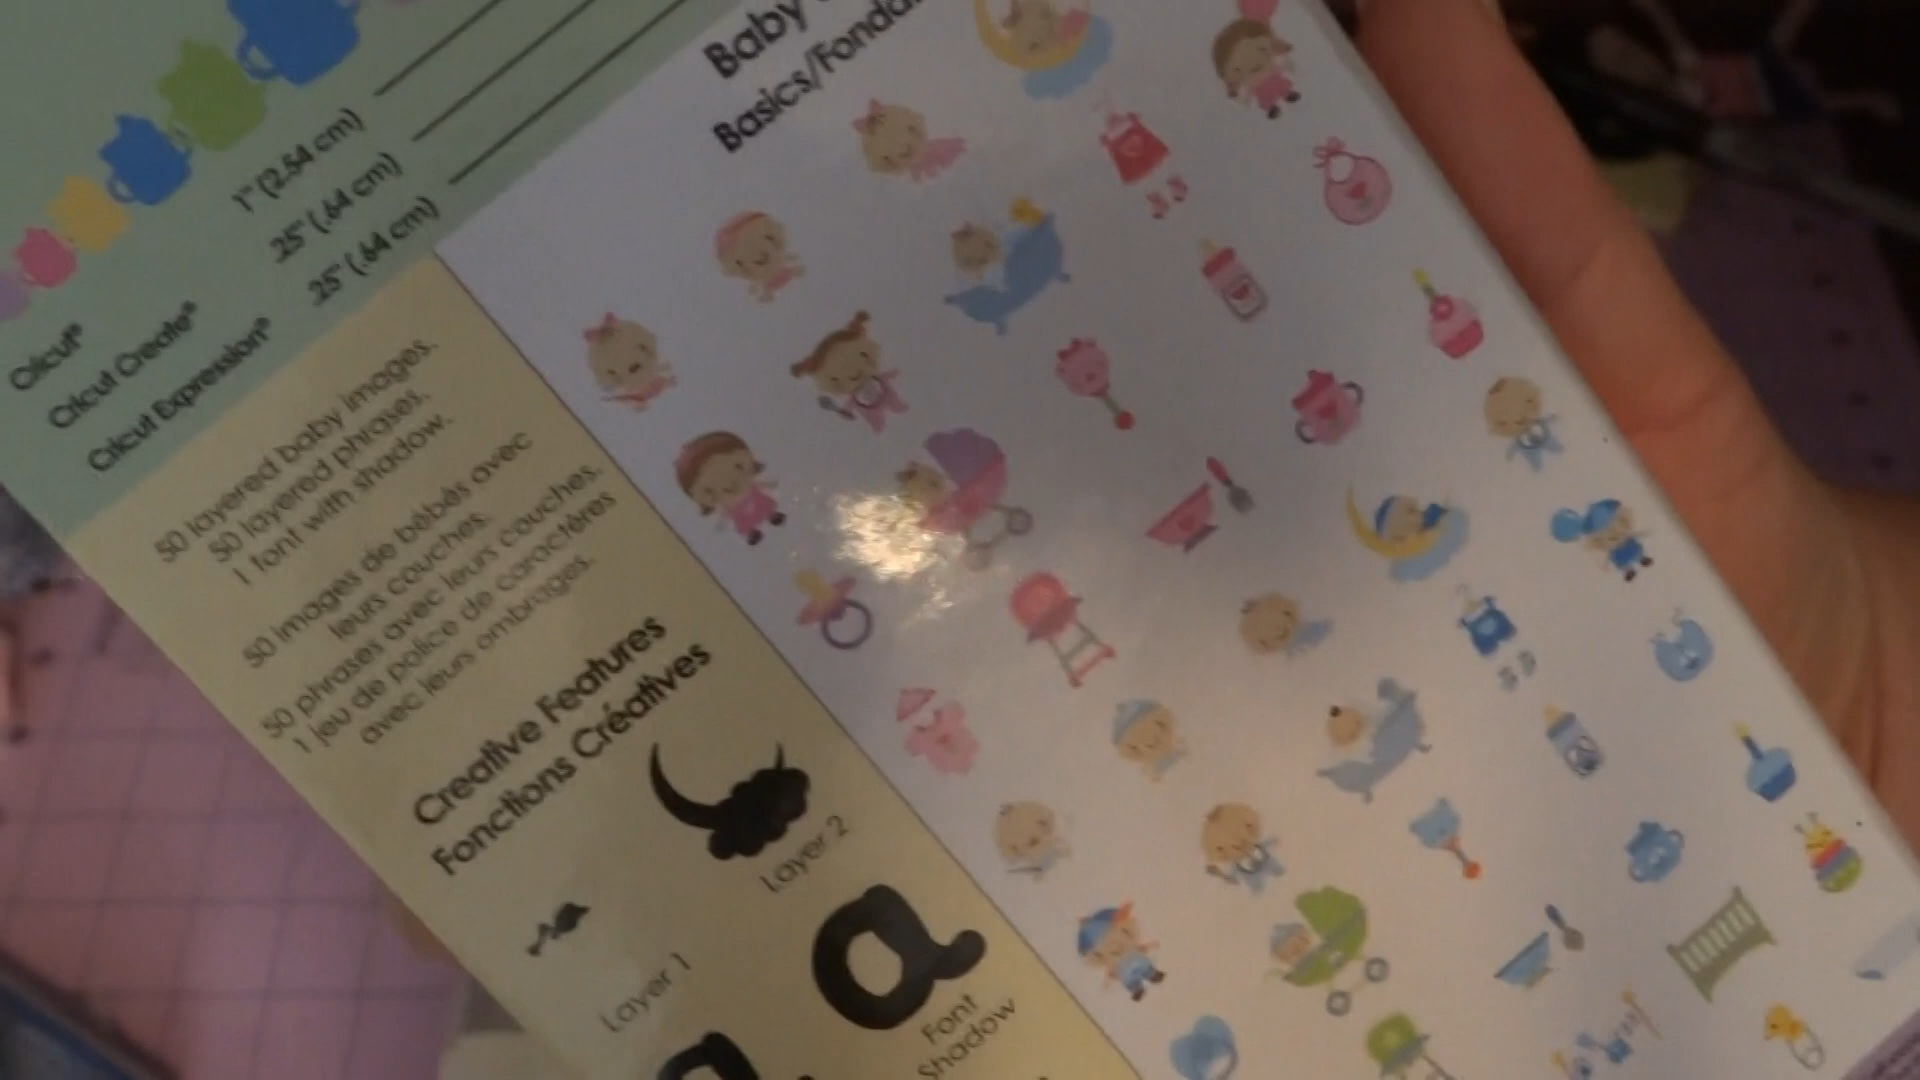 Baby
Basics/Fonda
1" (2.54 cm)
.25" (.64 cm)
.25" (.64 cm)
Cricut®
Cricut Create®
Cricut Expression®
50 layered baby images.
50 layered phrases.
1 font with shadow.
50 images de bébés avec
leurs couches.
50 phrases avec leurs couches.
1 jeu de police de caractères
avec leurs ombrages.
Creative Features
Fonctions Créatives
Layer 1
Layer 2
Font
Shadow